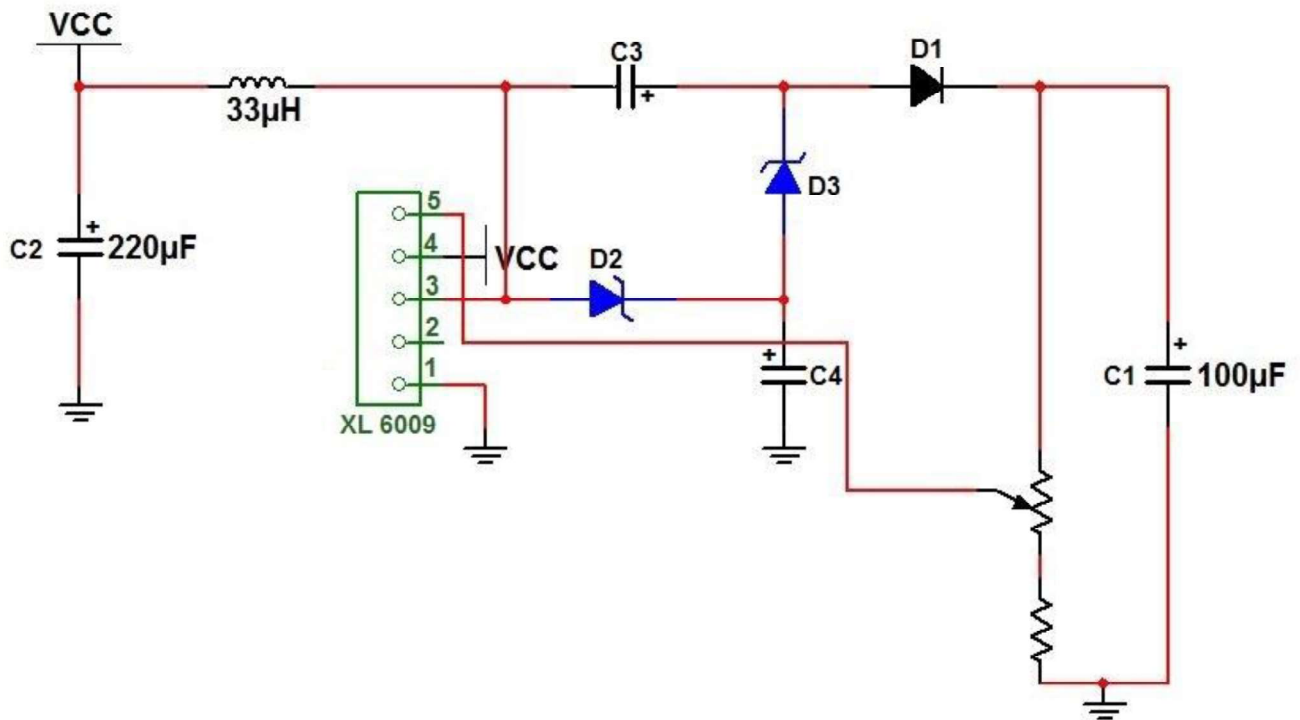 VCC
C3
+
D1
33µH
D3
5
4
3
2
1
VCC
D2
+
C2
220µF
+
C4
+
C1
100µF
XL 6009